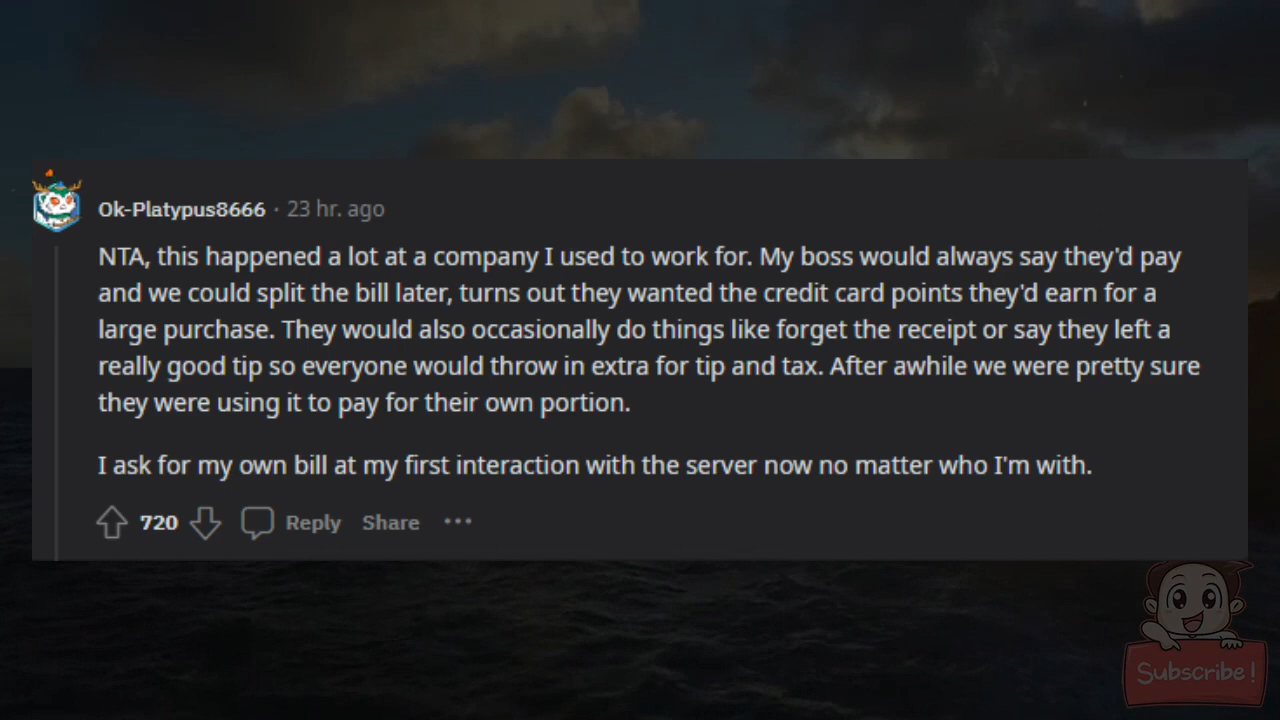 Ok-Platypus8666 · 23 hr. ago
NTA, this happened a lot at a company I used to work for. My boss would always say they'd pay
and we could split the bill later, turns out they wanted the credit card points they'd earn for a
large purchase. They would also occasionally do things like forget the receipt or say they left a
really good tip so everyone would throw in extra for tip and tax. After awhile we were pretty sure
they were using it to pay for their own portion.
I ask for my own bill at my first interaction with the server now no matter who I'm with.
720 Reply Share ···
Subscribe!